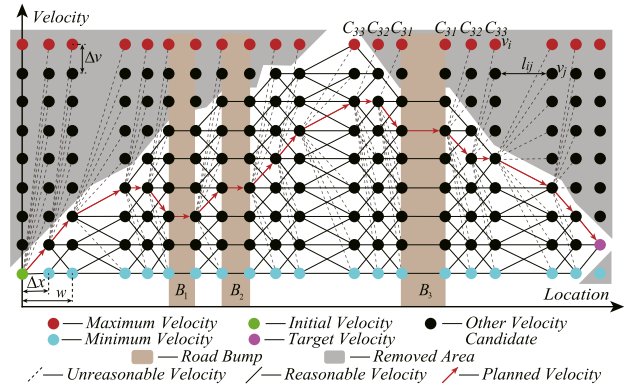 Velocity
C33 C32 C31 C31 C32 C33
vi
Δv
lij
vj
Δx
w
B1
B2
B3
Location
Maximum Velocity
Initial Velocity
Other Velocity Candidate
Minimum Velocity
Target Velocity
Road Bump
Removed Area
Unreasonable Velocity
Reasonable Velocity
Planned Velocity